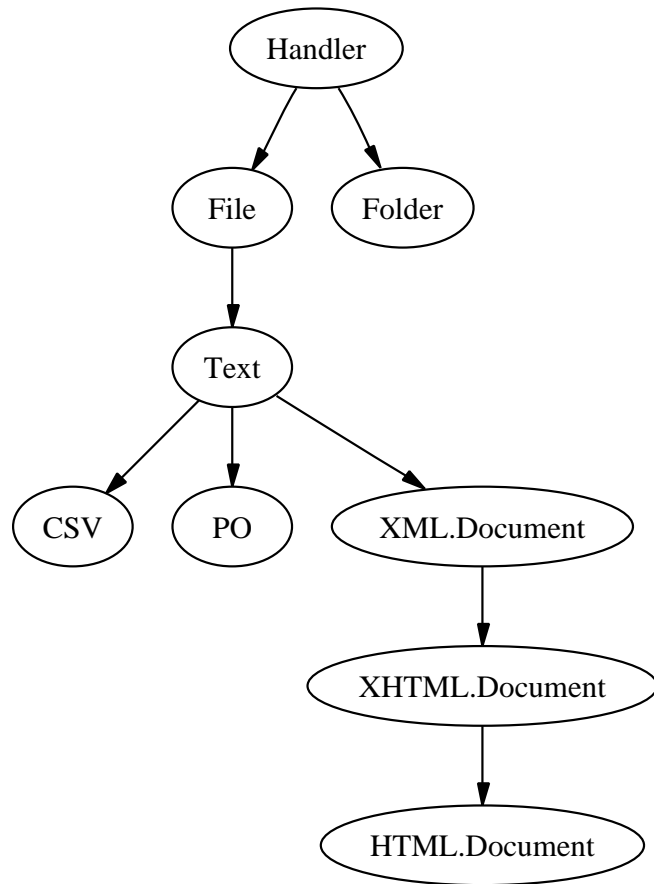 Handler
File
Folder
Text
CSV
PO
XML.Document
XHTML.Document
HTML.Document